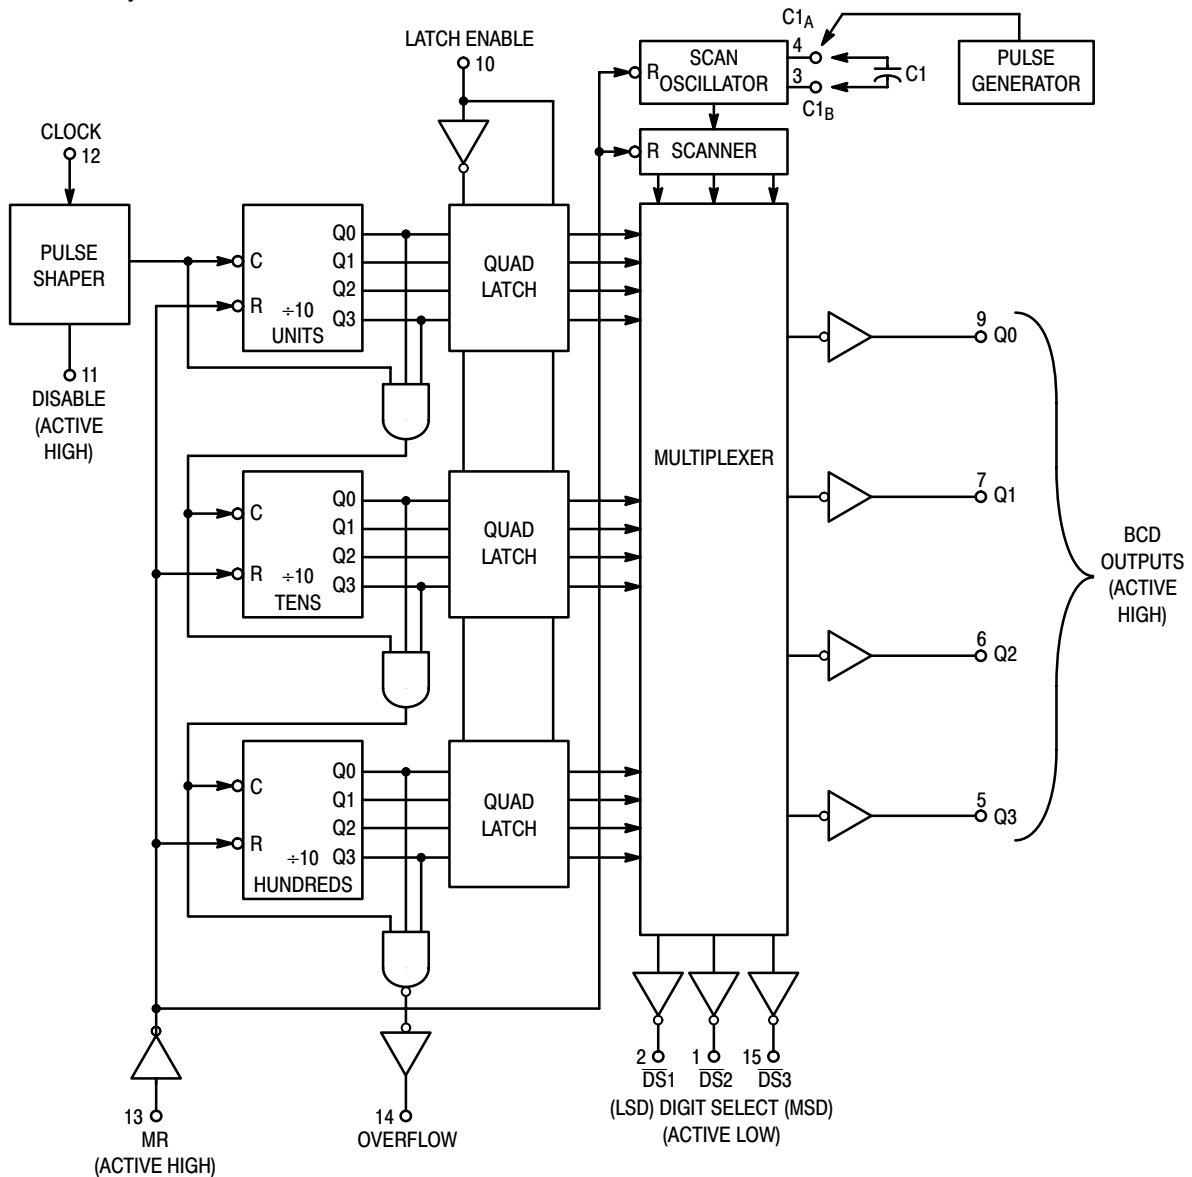 LATCH ENABLE
10
C1A
4
3
C1B
C1
SCAN
R OSCILLATOR
PULSE
GENERATOR
R SCANNER
CLOCK
12
PULSE
SHAPER
11
DISABLE
(ACTIVE
HIGH)
C
R
Q0
Q1
Q2
Q3
÷10
UNITS
QUAD
LATCH
C
R
Q0
Q1
Q2
Q3
÷10
TENS
QUAD
LATCH
C
R
Q0
Q1
Q2
Q3
÷10
HUNDREDS
QUAD
LATCH
MULTIPLEXER
9 Q0
7 Q1
6 Q2
5 Q3
BCD
OUTPUTS
(ACTIVE
HIGH)
13
MR
(ACTIVE HIGH)
14
OVERFLOW
2 1 15
D̅S̅1 D̅S̅2 D̅S̅3
(LSD) DIGIT SELECT (MSD)
(ACTIVE LOW)